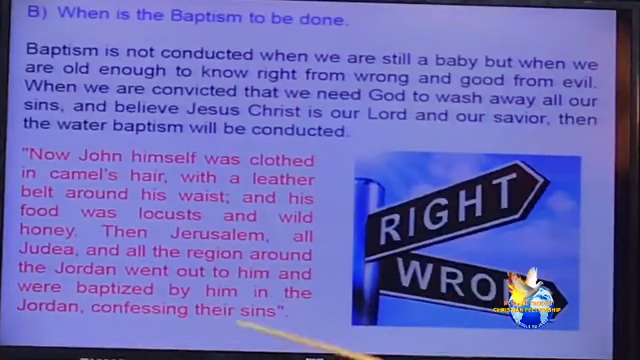 B) When is the Baptism to be done.
Baptism is not conducted when we are still a baby but when we
are old enough to know right from wrong and good from evil.
When we are convicted that we need God to wash away all our
sins, and believe Jesus Christ is our Lord and our savior, then
the water baptism will be conducted.
"Now John himself was clothed
in camel's hair, with a leather
belt around his waist; and his
food was locusts and wild
honey. Then Jerusalem, all
Judea, and all the region around
the Jordan went out to him and
were baptized by him in the
Jordan, confessing their sins".
RIGHT
WRO
CHRISTIAN FELLOWSHIP